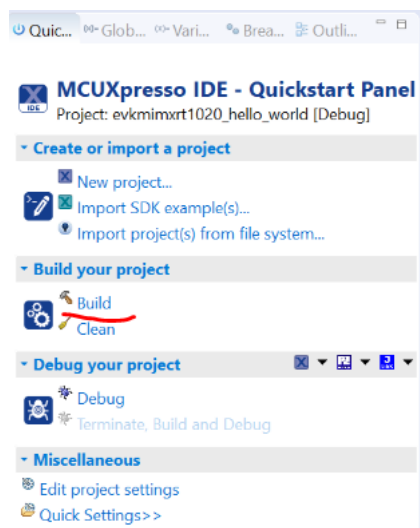 Quic... Glob... Vari... Brea... Outli...
MCUXpresso IDE - Quickstart Panel
IDE
Project: evkmimxrt1020_hello_world [Debug]
Create or import a project
New project...
Import SDK example(s)...
Import project(s) from file system...
Build your project
Build
Clean
Debug your project
Debug
Terminate, Build and Debug
Miscellaneous
Edit project settings
Quick Settings>>